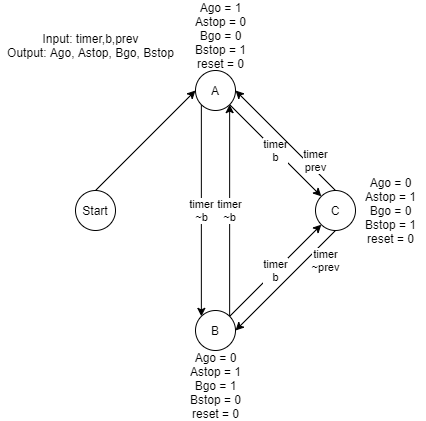 Ago = 1
Astop = 0
Bgo = 0
Bstop = 1
reset = 0
Input: timer,b,prev
Output: Ago, Astop, Bgo, Bstop
A
timer
b
timer
prev
Start
timer
~b
timer
~b
C
Ago = 0
Astop = 1
Bgo = 0
Bstop = 1
reset = 0
timer
b
timer
~prev
B
Ago = 0
Astop = 1
Bgo = 1
Bstop = 0
reset = 0